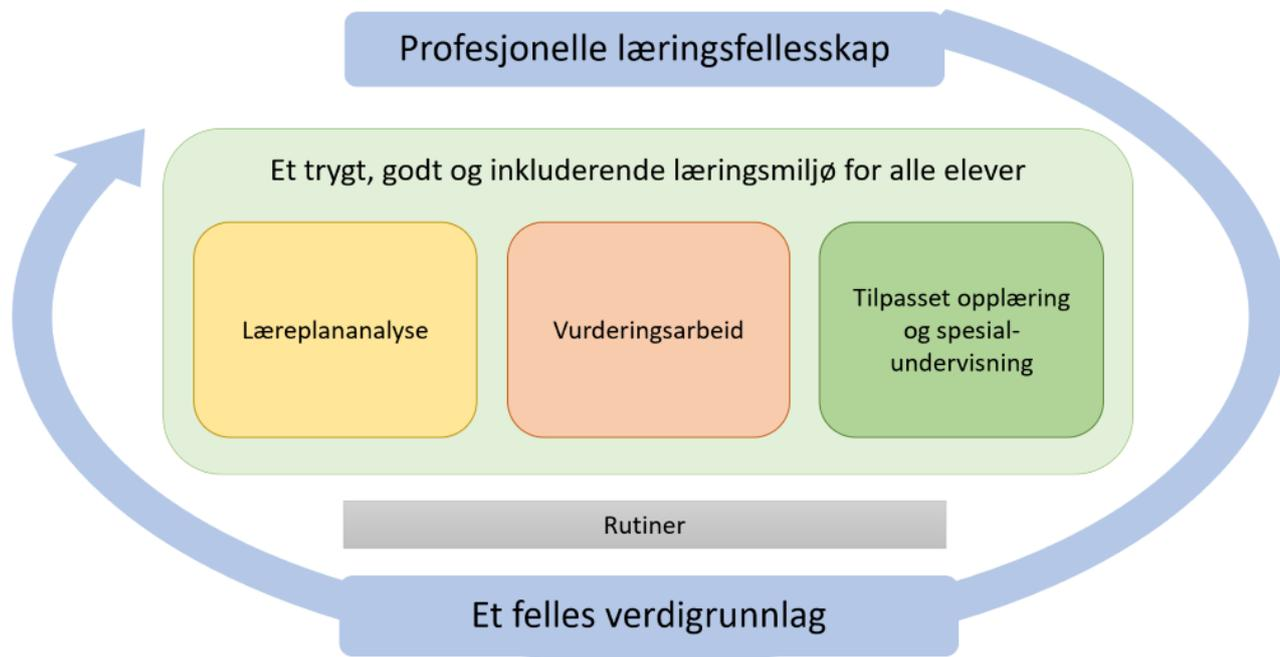 Profesjonelle læringsfellesskap
Et trygt, godt og inkluderende læringsmiljø for alle elever
Læreplananalyse
Vurderingsarbeid
Tilpasset opplæring
og spesial-
undervisning
Rutiner
Et felles verdigrunnlag